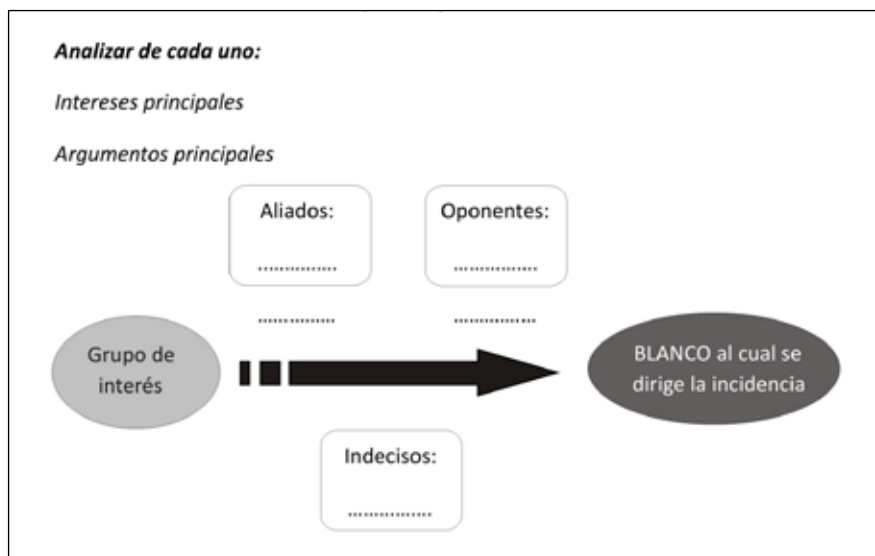 Analizar de cada uno:
Intereses principales
Argumentos principales
Aliados:
...............
...............
Oponentes:
...............
...............
Grupo de
interés
BLANCO al cual se
dirige la incidencia
Indecisos:
...............